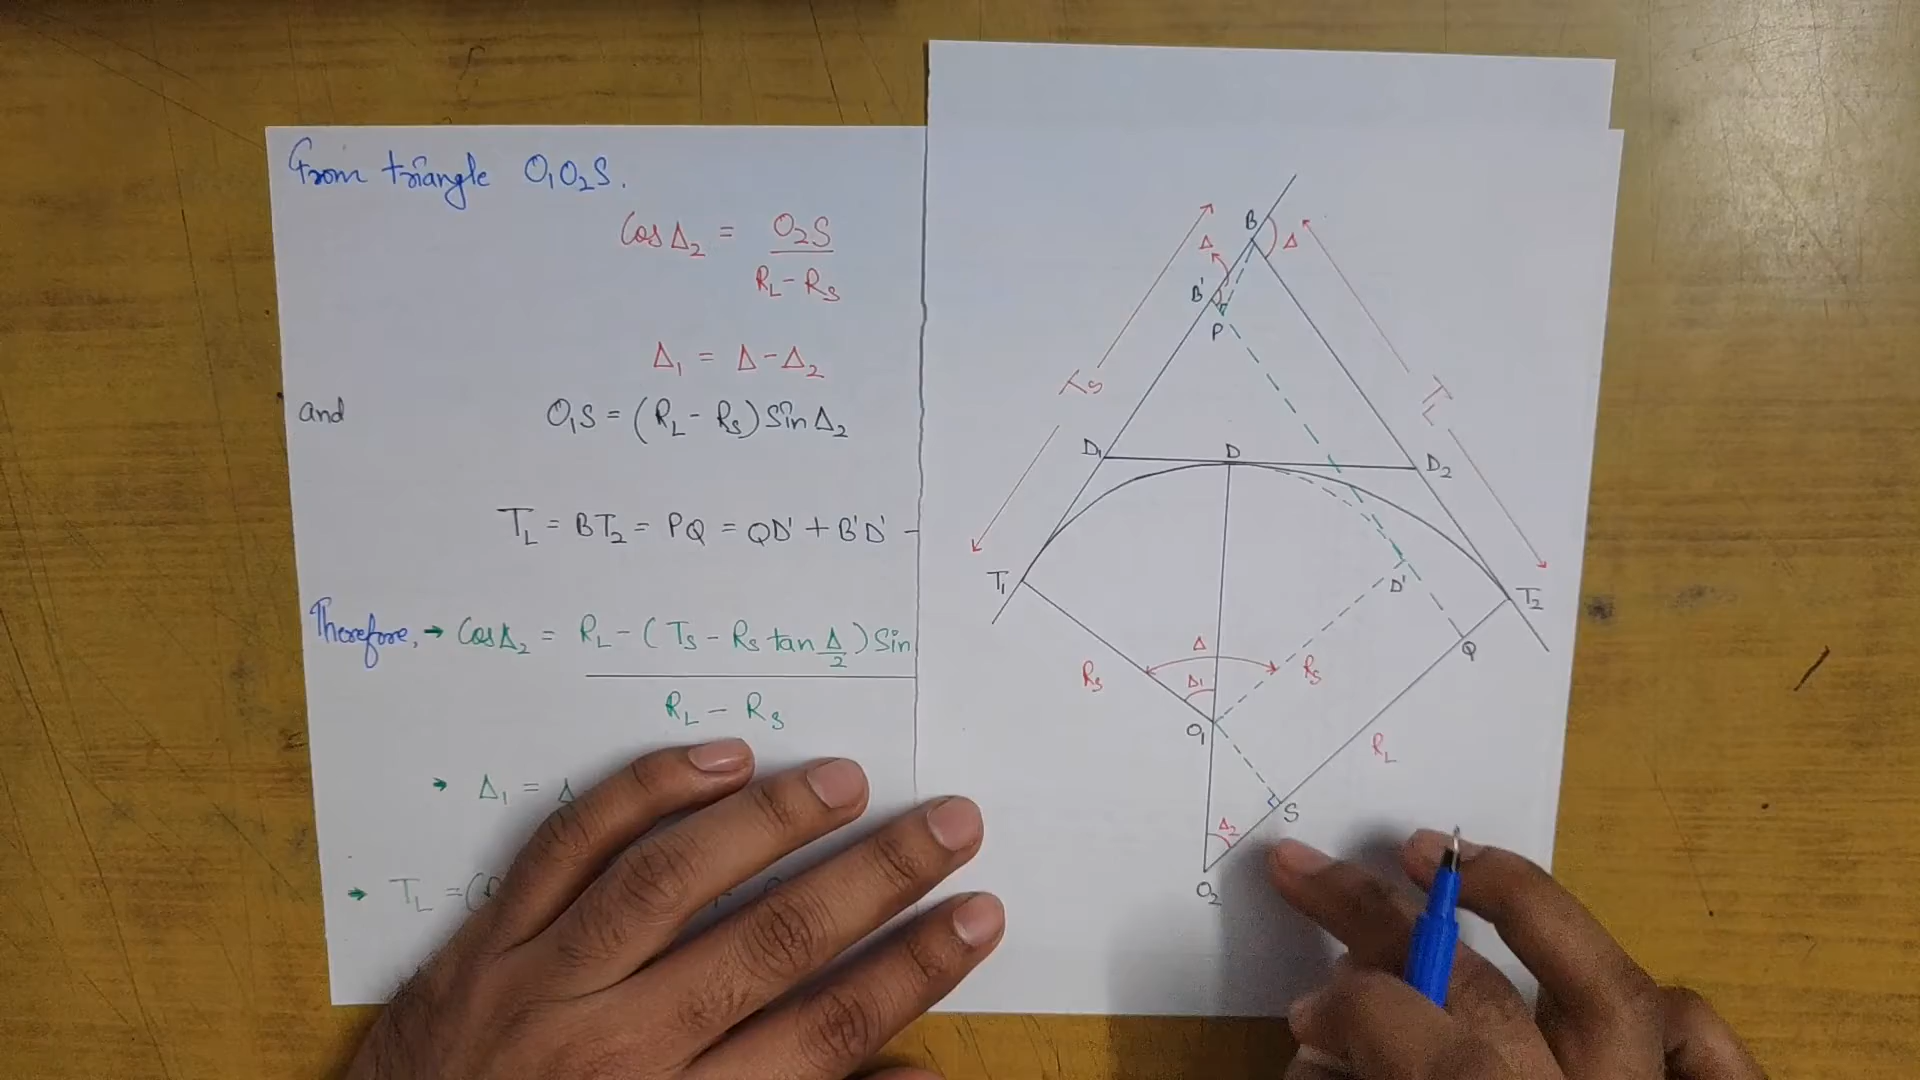 From triangle O₁O₂S.
Cos Δ₂ = O₂S
R_L - R_S
Δ₁ = Δ - Δ₂
and O₁S = (R_L - R_S) Sin Δ₂
T_L = BT₂ = PQ = QD' + B'D' -
Therefore, → Cos Δ₂ = R_L - (T_S - R_S tan Δ/2) Sin
R_L - R_S
→ Δ₁ = Δ
→ T_L = (
B
Δ
Δ
B'
P
T_S
T_L
D₁
D
D₂
T₁
D'
T₂
Δ
Q
R_S
Δ₁
R_S
O₁
R_L
S
Δ₂
O₂